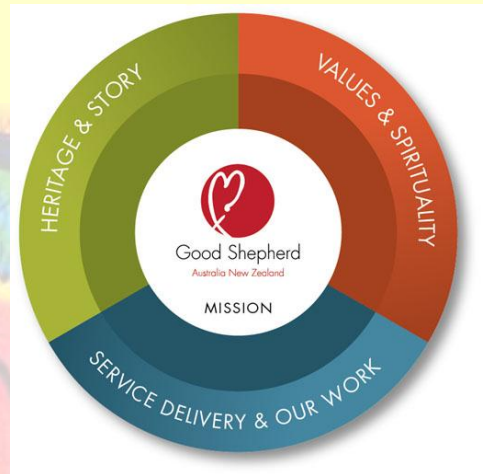 HERITAGE & STORY
VALUES & SPIRITUALITY
Good Shepherd
Australia New Zealand
MISSION
SERVICE DELIVERY & OUR WORK